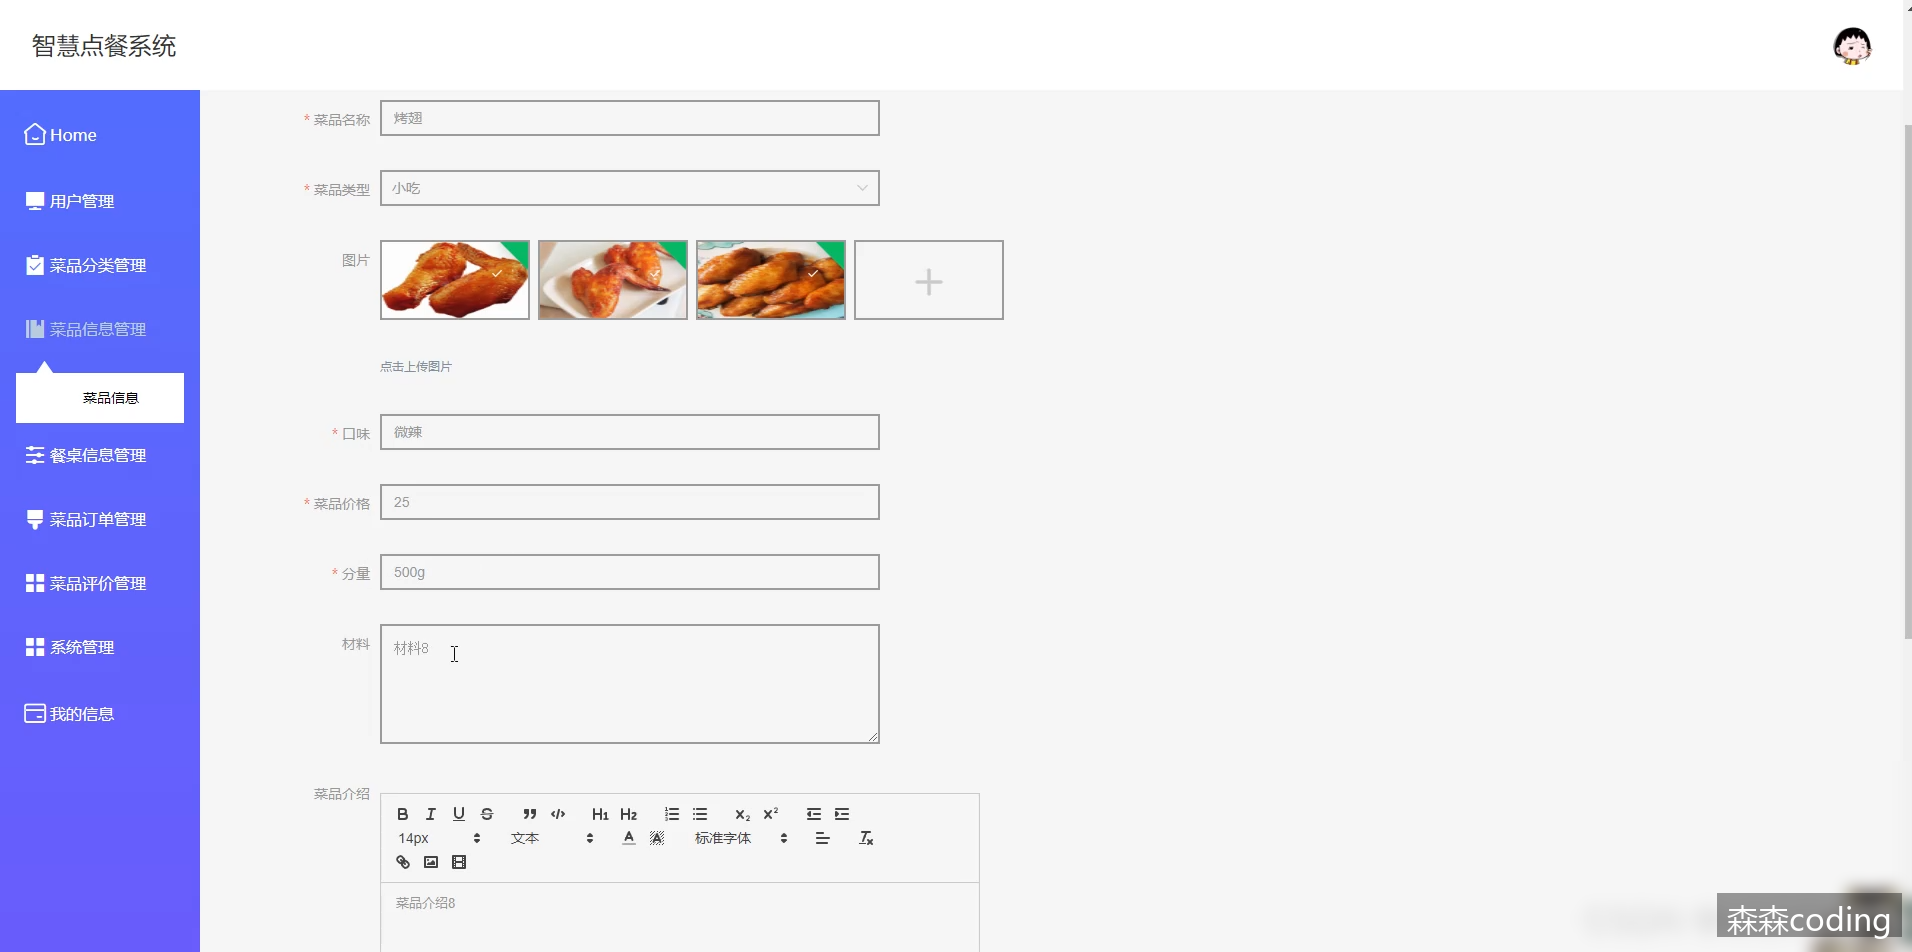 智慧点餐系统
Home
用户管理
菜品分类管理
菜品信息管理
菜品信息
餐桌信息管理
菜品订单管理
菜品评价管理
系统管理
我的信息
* 菜品名称 烤翅
* 菜品类型 小吃
图片
点击上传图片
* 口味 微辣
* 菜品价格 25
* 分量 500g
材料 材料8
菜品介绍
B I U S H1 H2 X2 X2
14px 文本 A A 标准字体 Tx
菜品介绍8
森森coding